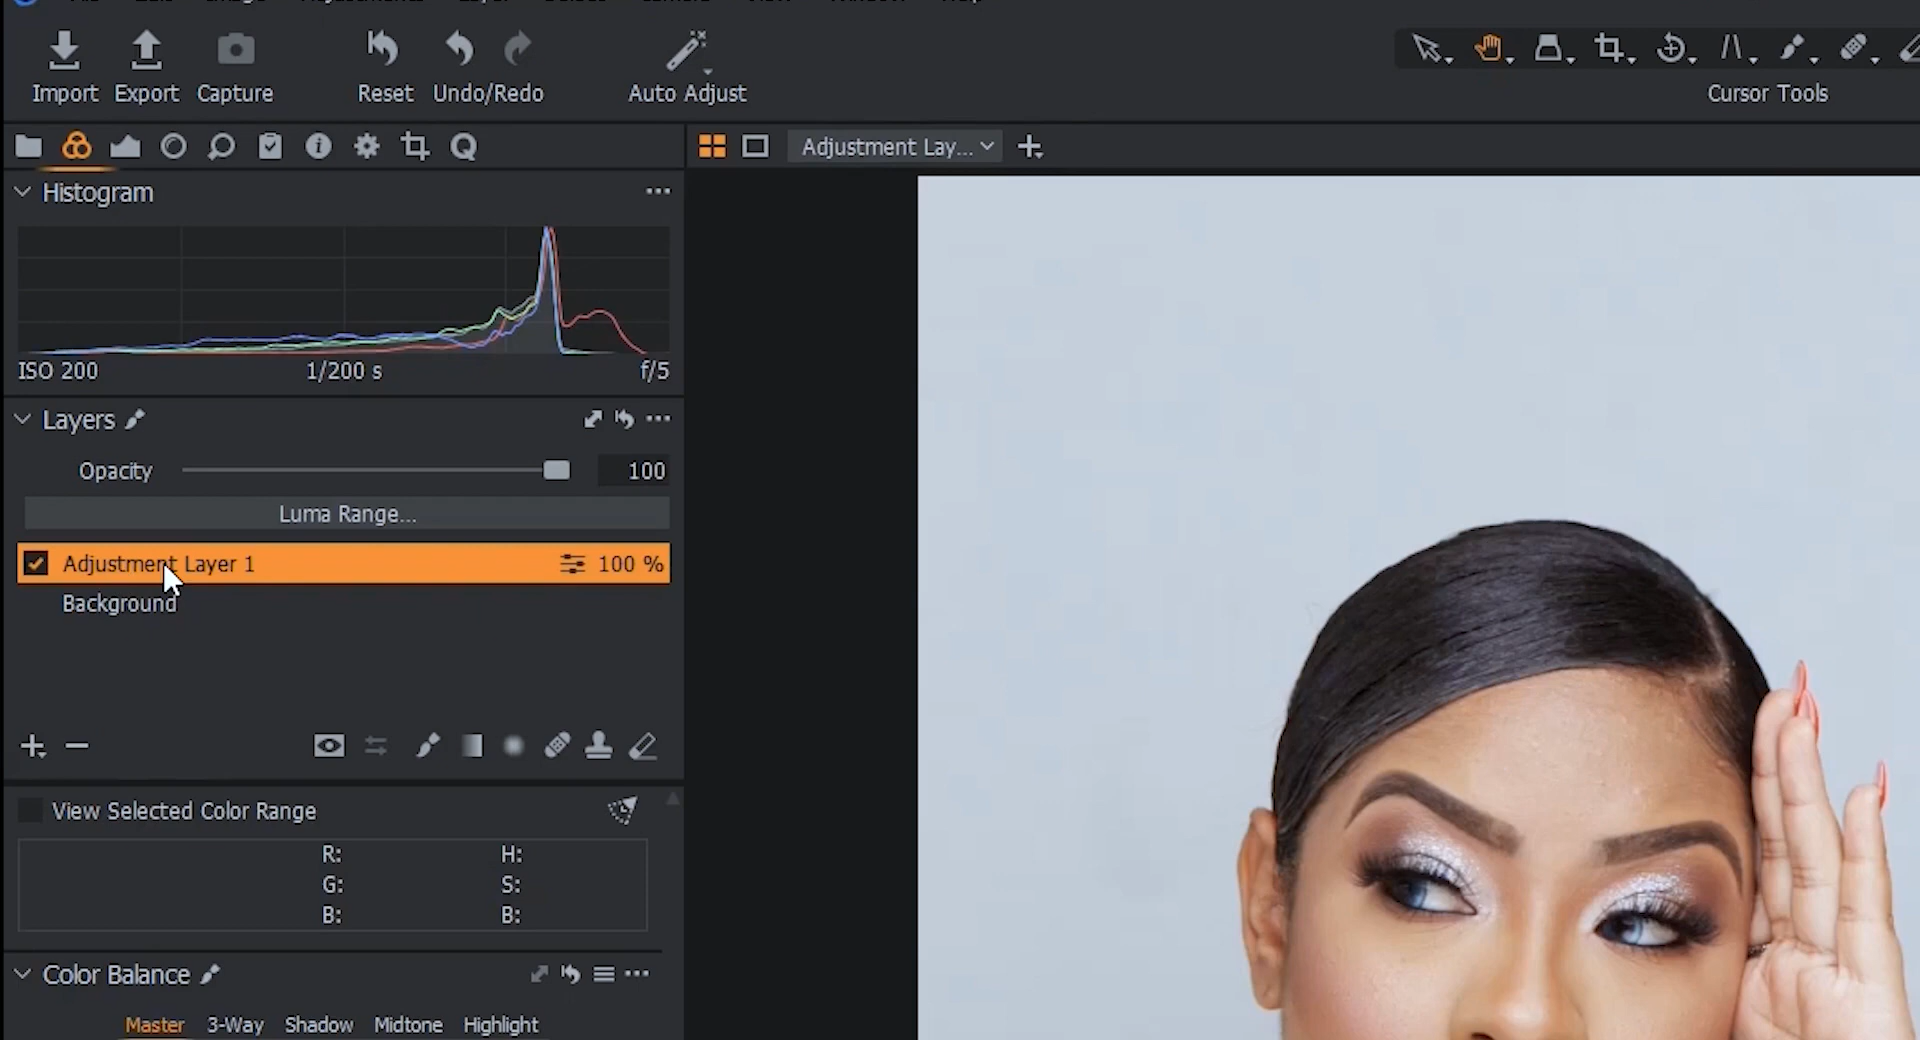 Import Export Capture Reset Undo/Redo Auto Adjust Cursor Tools
Adjustment Lay...
Histogram
ISO 200 1/200 s f/5
Layers
Opacity 100
Luma Range...
Adjustment Layer 1 100 %
Background
View Selected Color Range
R: H:
G: S:
B: B:
Color Balance
Master 3-Way Shadow Midtone Highlight